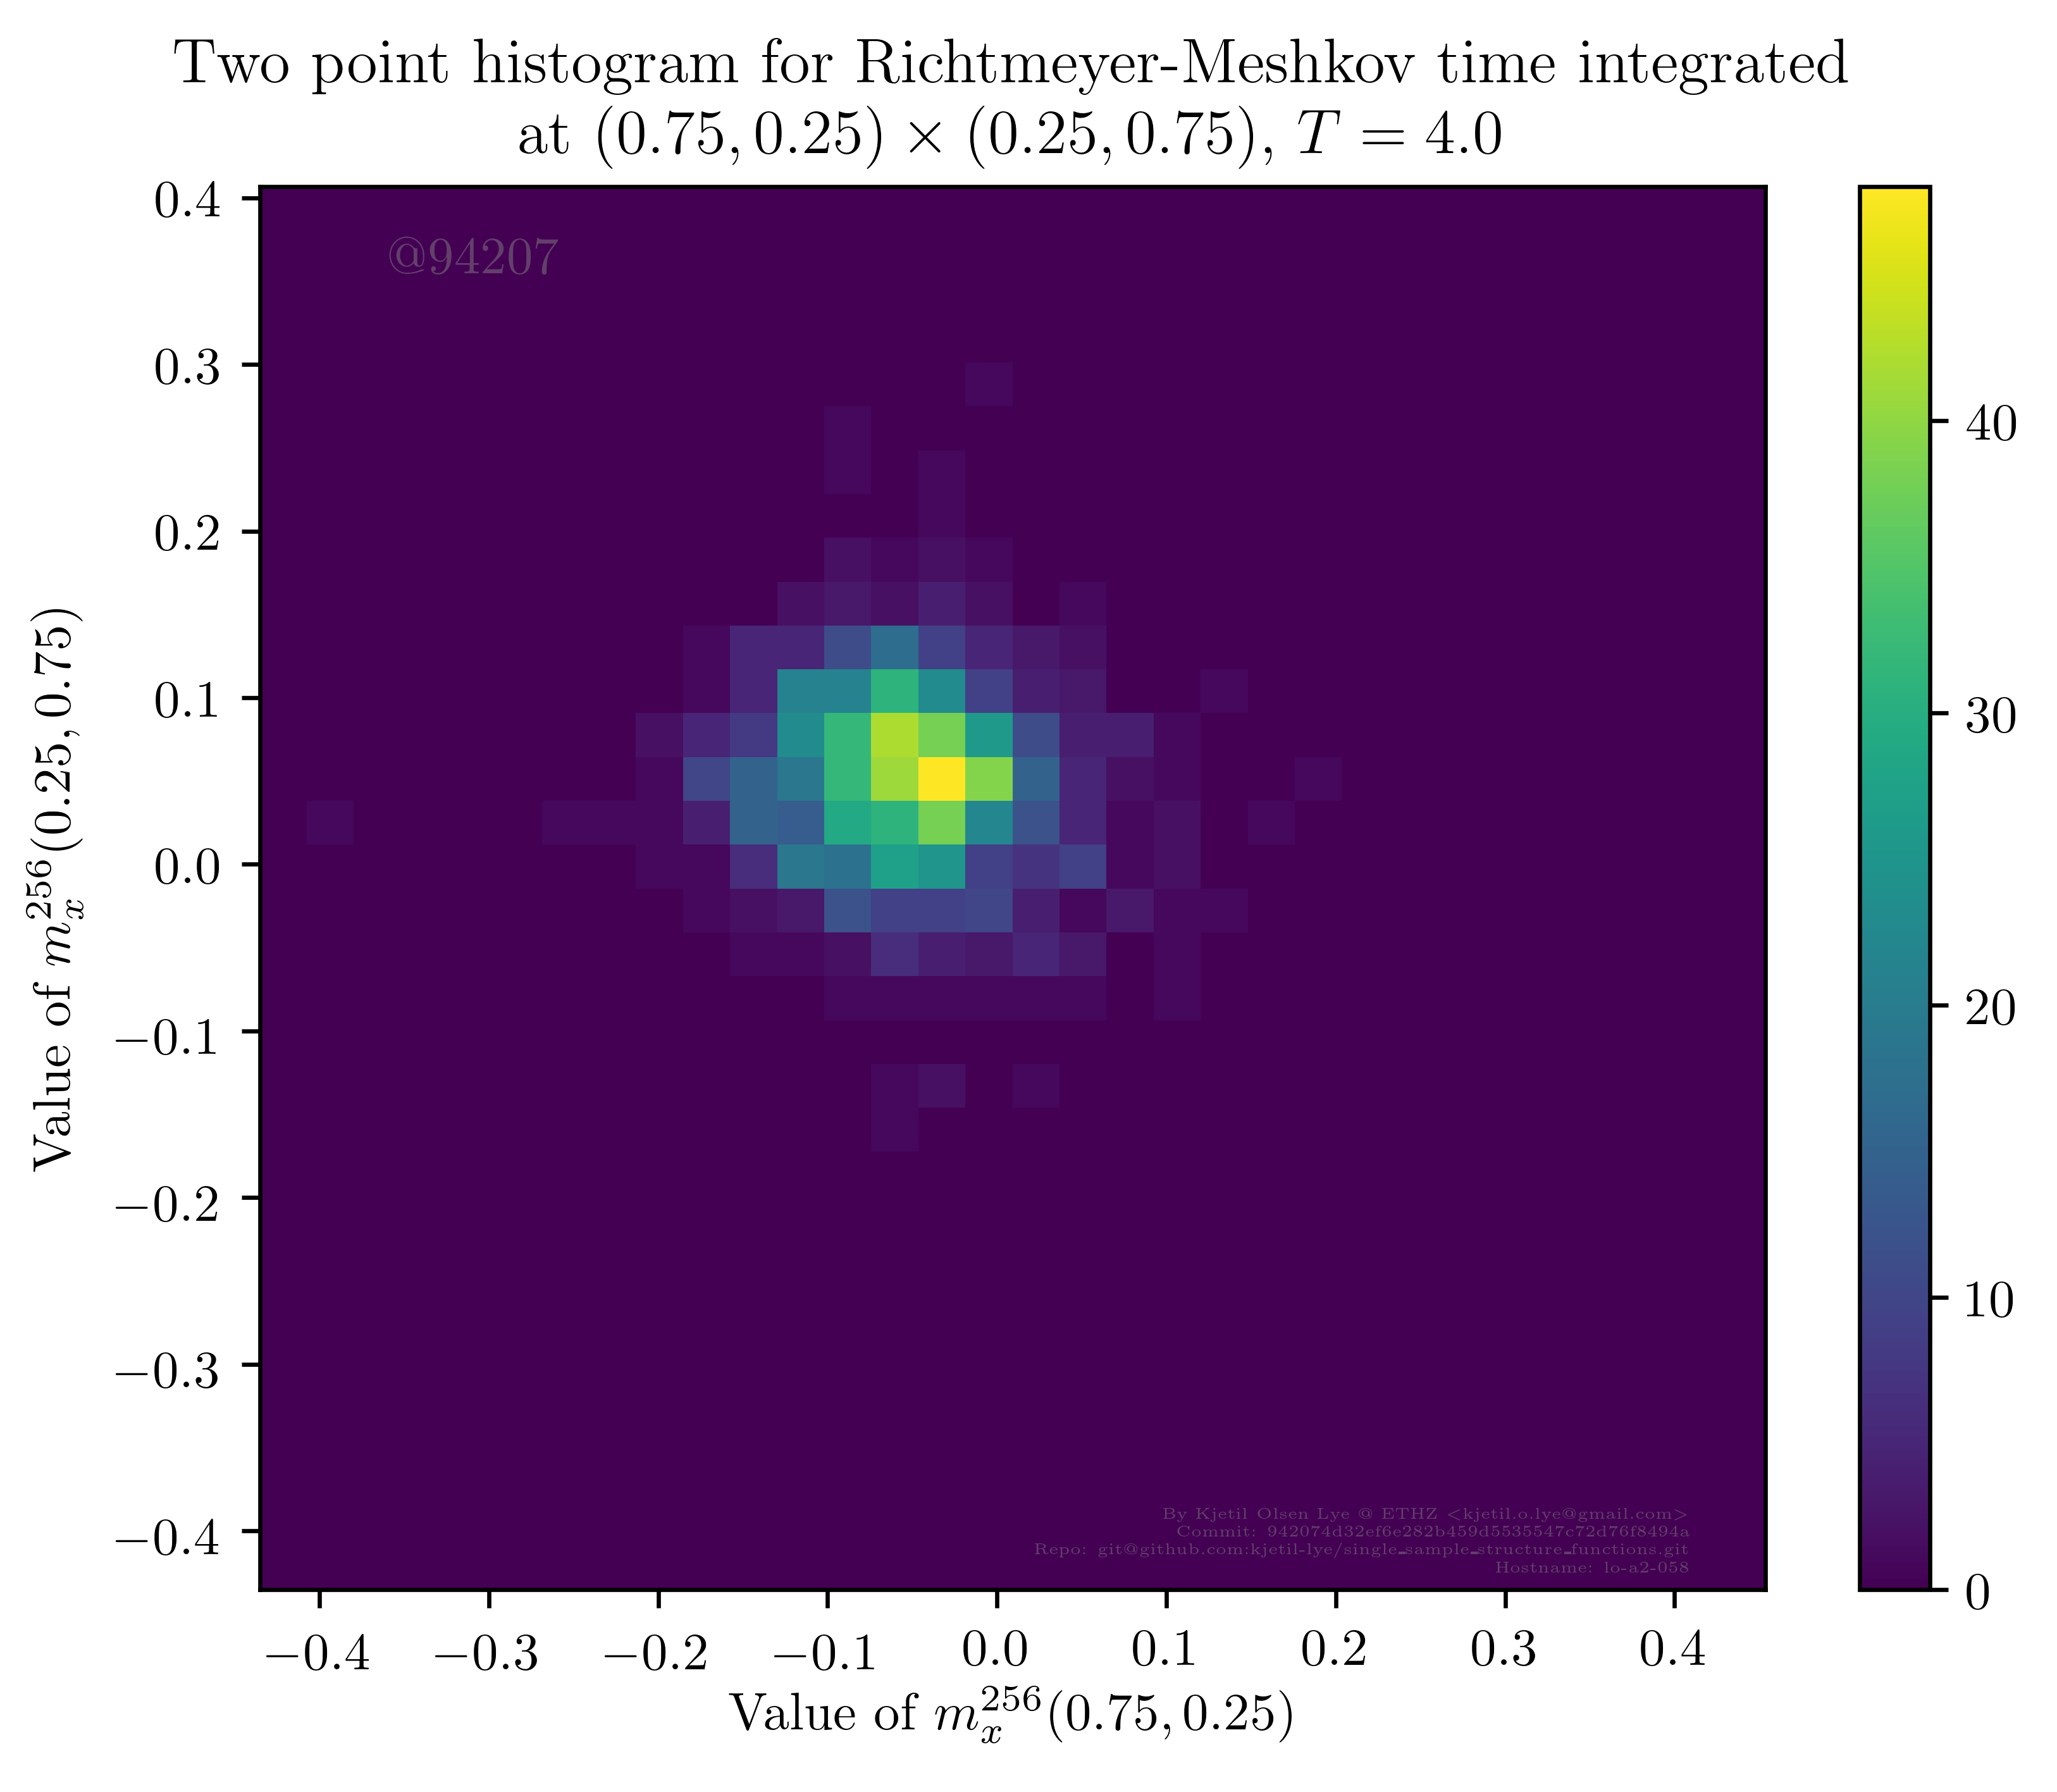 Two point histogram for Richtmeyer-Meshkov time integrated
at (0.75, 0.25) × (0.25, 0.75), T = 4.0
@94207
0.4
0.3
0.2
0.1
0.0
−0.1
−0.2
−0.3
−0.4
Value of m_x^256(0.25, 0.75)
40
30
20
10
0
By Kjetil Olsen Lye @ ETHZ <kjetil.o.lye@gmail.com>
Commit: 942074d32ef6e282b459d5535547c72d76f8494a
Repo: git@github.com:kjetil-lye/single_sample_structure_functions.git
Hostname: lo-a2-058
−0.4 −0.3 −0.2 −0.1 0.0 0.1 0.2 0.3 0.4
Value of m_x^256(0.75, 0.25)